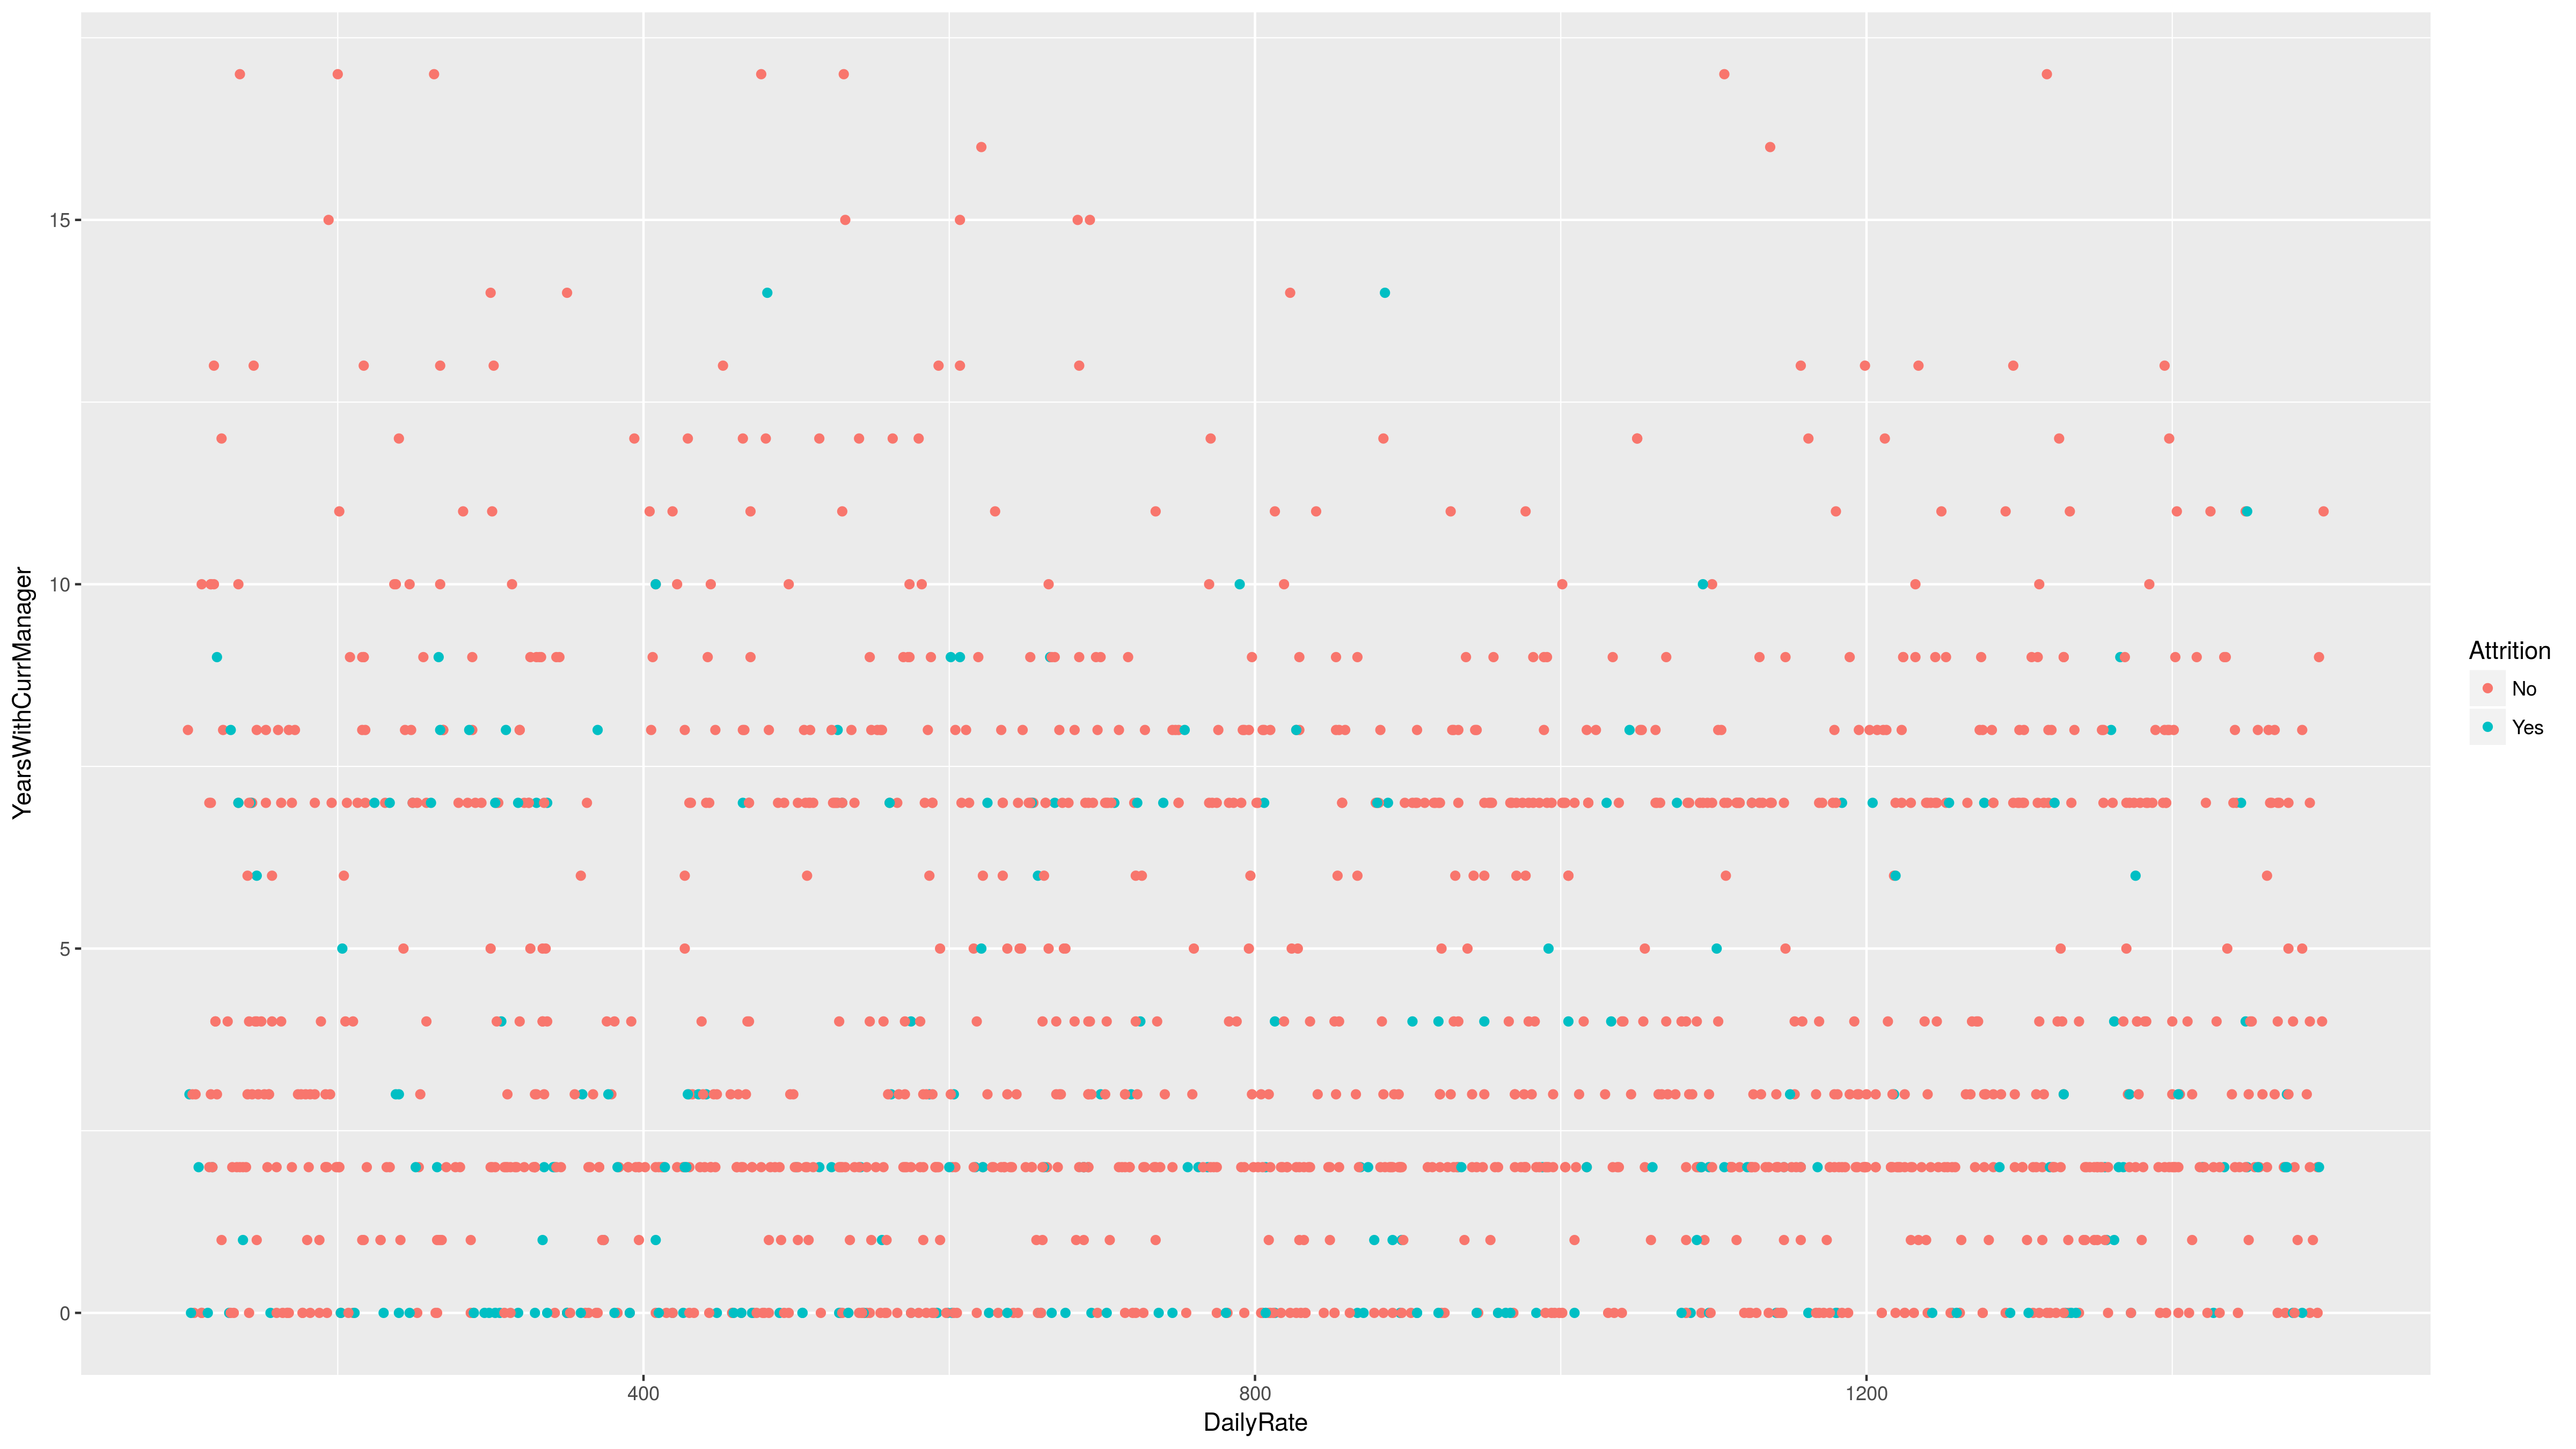 YearsWithCurrManager
15
10
5
0
400
800
1200
DailyRate
Attrition
No
Yes